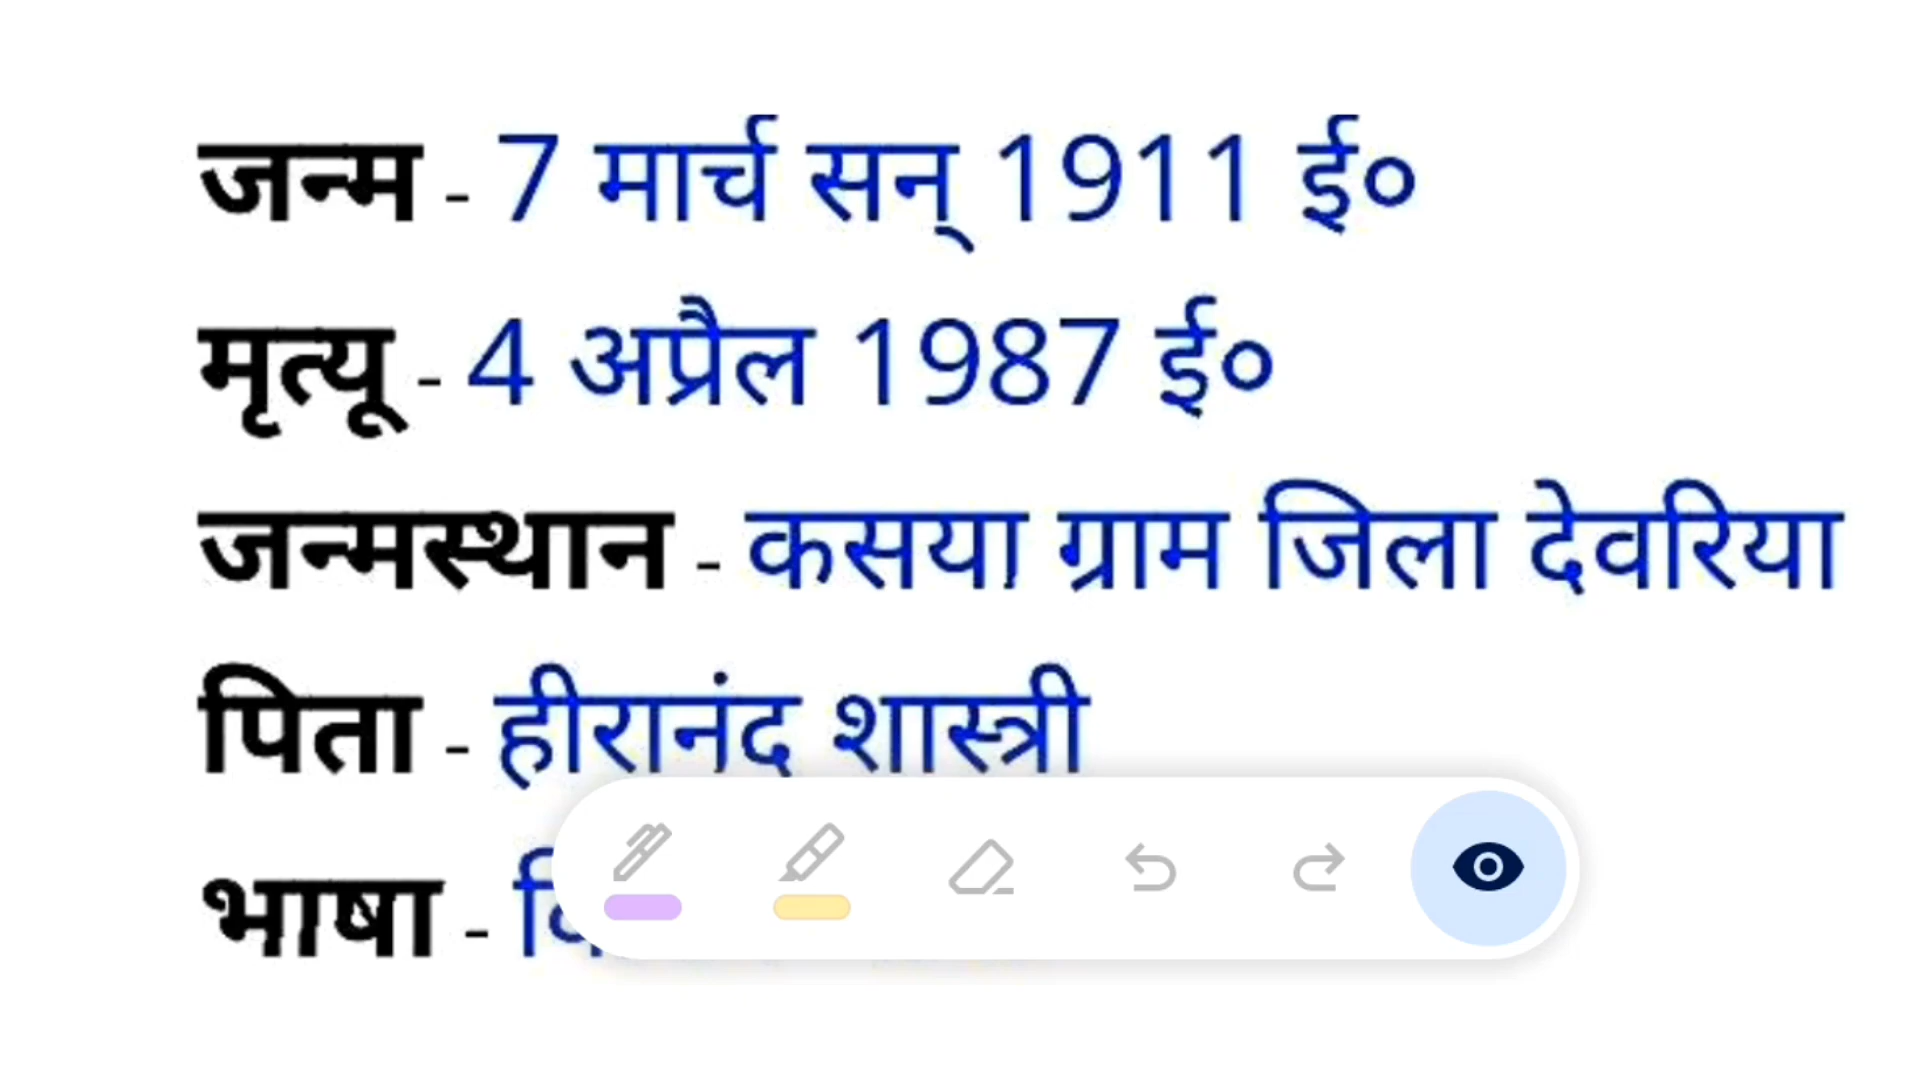 जन्म - 7 मार्च सन् 1911 ई०
मृत्यू - 4 अप्रैल 1987 ई०
जन्मस्थान - कसया ग्राम जिला देवरिया
पिता - हीरानंद शास्त्री
भाषा -